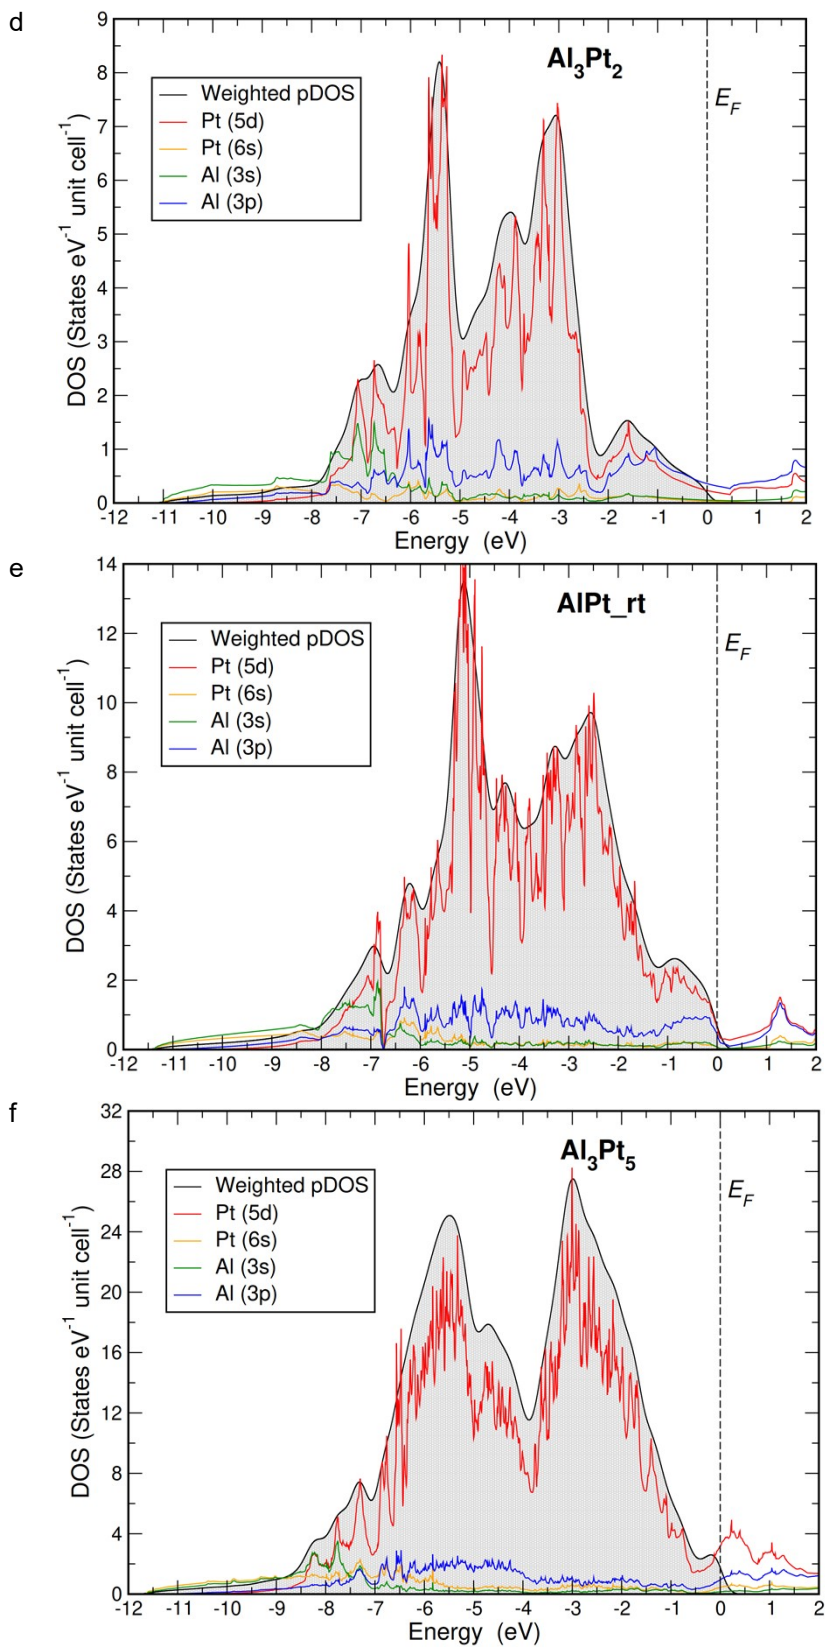 d
Al₃Pt₂
E_F
Weighted pDOS
Pt (5d)
Pt (6s)
Al (3s)
Al (3p)
DOS (States eV⁻¹ unit cell⁻¹)
9
8
7
6
5
4
3
2
1
0
-12 -11 -10 -9 -8 -7 -6 -5 -4 -3 -2 -1 0 1 2
Energy (eV)
e
AlPt_rt
E_F
Weighted pDOS
Pt (5d)
Pt (6s)
Al (3s)
Al (3p)
DOS (States eV⁻¹ unit cell⁻¹)
14
12
10
8
6
4
2
0
-12 -11 -10 -9 -8 -7 -6 -5 -4 -3 -2 -1 0 1 2
Energy (eV)
f
Al₃Pt₅
E_F
Weighted pDOS
Pt (5d)
Pt (6s)
Al (3s)
Al (3p)
DOS (States eV⁻¹ unit cell⁻¹)
32
28
24
20
16
12
8
4
0
-12 -11 -10 -9 -8 -7 -6 -5 -4 -3 -2 -1 0 1 2
Energy (eV)